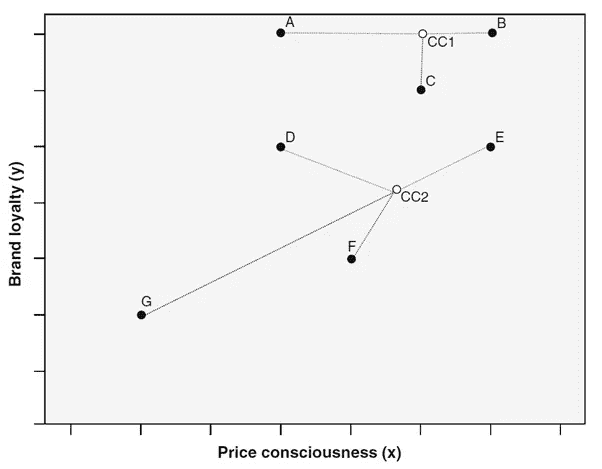 A
B
CC1
C
D
E
CC2
F
G
Brand loyalty (y)
Price consciousness (x)